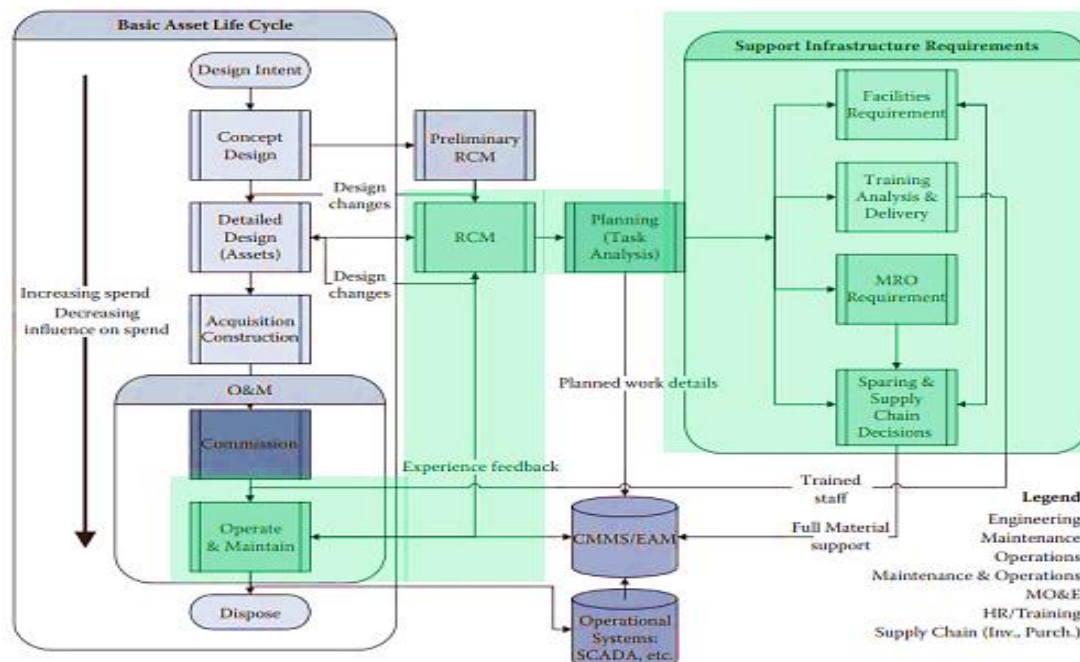 Basic Asset Life Cycle
Support Infrastructure Requirements
Design Intent
Concept
Design
Preliminary
RCM
Facilities
Requirement
Design
changes
Training
Analysis &
Delivery
Detailed
Design
(Assets)
RCM
Planning
(Task
Analysis)
Design
changes
Increasing spend
Decreasing
influence on spend
Acquisition
Construction
MRO
Requirement
O&M
Planned work details
Sparing &
Supply
Chain
Decisions
Commission
Experience feedback
Trained
staff
Operate
& Maintain
CMMS/EAM
Full Material
support
Dispose
Operational
Systems:
SCADA, etc.
Legend
Engineering
Maintenance
Operations
Maintenance & Operations
MO&E
HR/Training
Supply Chain (Inv., Purch.)